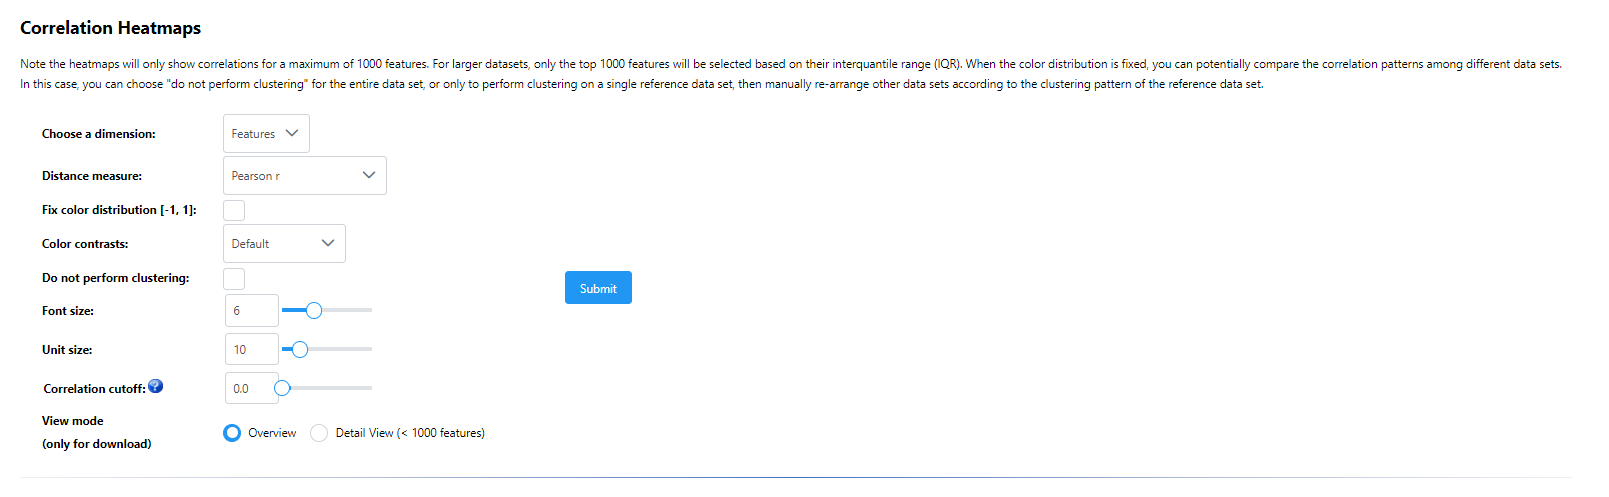 Correlation Heatmaps
Note the heatmaps will only show correlations for a maximum of 1000 features. For larger datasets, only the top 1000 features will be selected based on their interquantile range (IQR). When the color distribution is fixed, you can potentially compare the correlation patterns among different data sets.
In this case, you can choose "do not perform clustering" for the entire data set, or only to perform clustering on a single reference data set, then manually re-arrange other data sets according to the clustering pattern of the reference data set.
Choose a dimension: Features
Distance measure: Pearson r
Fix color distribution [-1, 1]:
Color contrasts: Default
Do not perform clustering:
Submit
Font size: 6
Unit size: 10
Correlation cutoff: ? 0.0
View mode
(only for download)
Overview Detail View (< 1000 features)